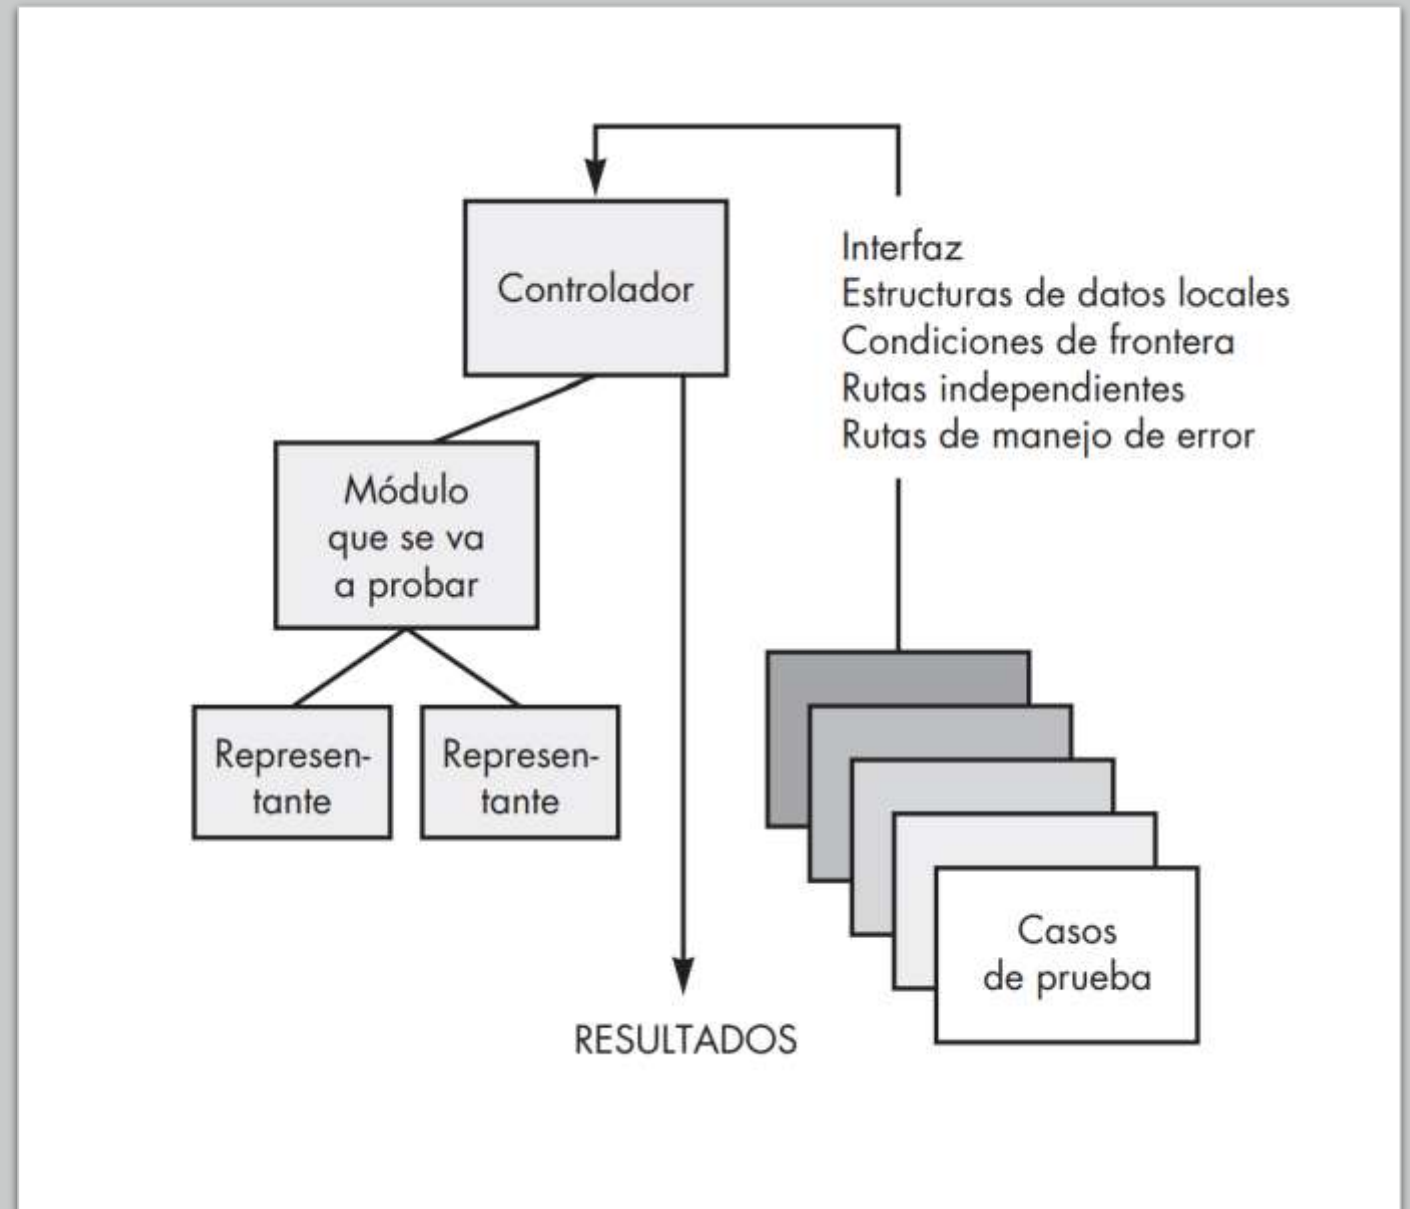 Controlador
Interfaz
Estructuras de datos locales
Condiciones de frontera
Rutas independientes
Rutas de manejo de error
Módulo
que se va
a probar
Represen-
tante
Represen-
tante
Casos
de prueba
RESULTADOS